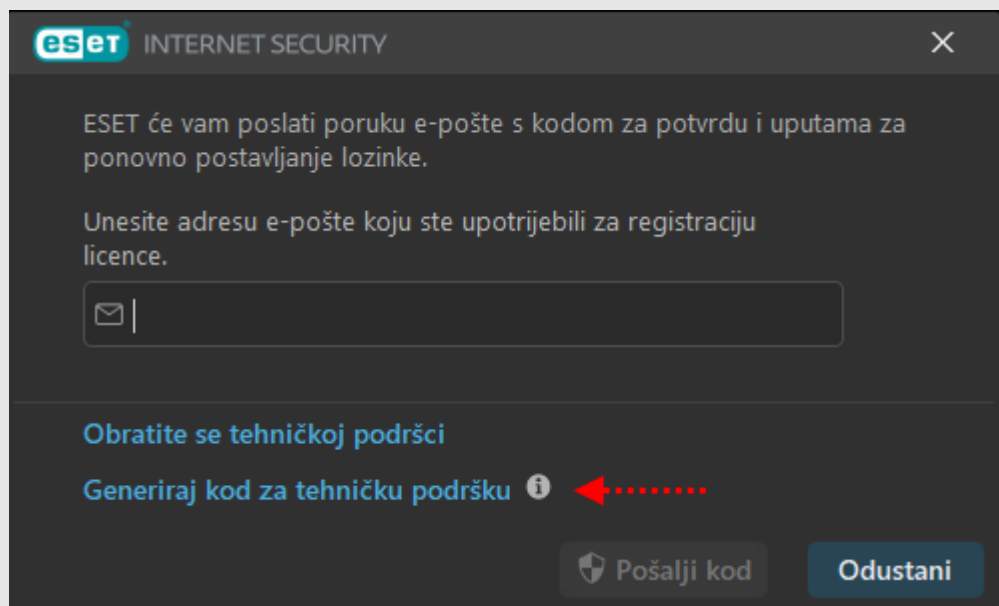 eset INTERNET SECURITY
ESET će vam poslati poruku e-pošte s kodom za potvrdu i uputama za
ponovno postavljanje lozinke.
Unesite adresu e-pošte koju ste upotrijebili za registraciju
licence.
Obratite se tehničkoj podršci
Generiraj kod za tehničku podršku
Pošalji kod
Odustani